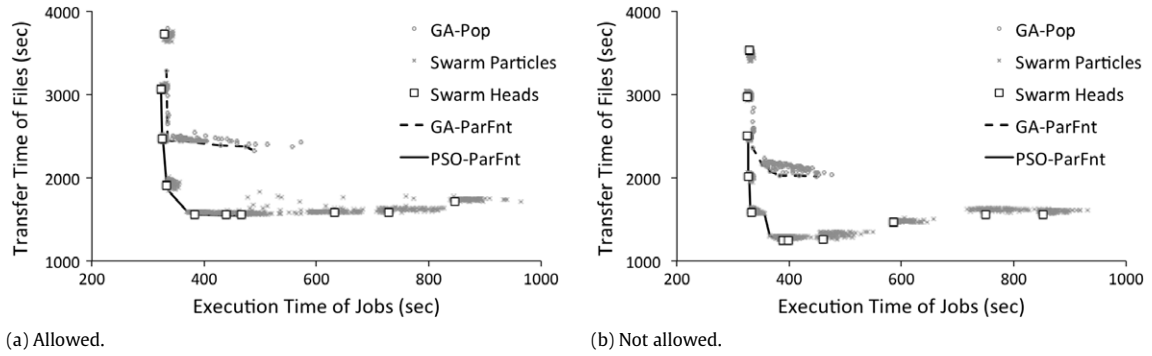 4000
3000
2000
1000
200
400
600
800
1000
Transfer Time of Files (sec)
Execution Time of Jobs (sec)
GA-Pop
Swarm Particles
Swarm Heads
GA-ParFnt
PSO-ParFnt
(a) Allowed.
4000
3000
2000
1000
200
400
600
800
1000
Transfer Time of Files (sec)
Execution Time of Jobs (sec)
GA-Pop
Swarm Particles
Swarm Heads
GA-ParFnt
PSO-ParFnt
(b) Not allowed.